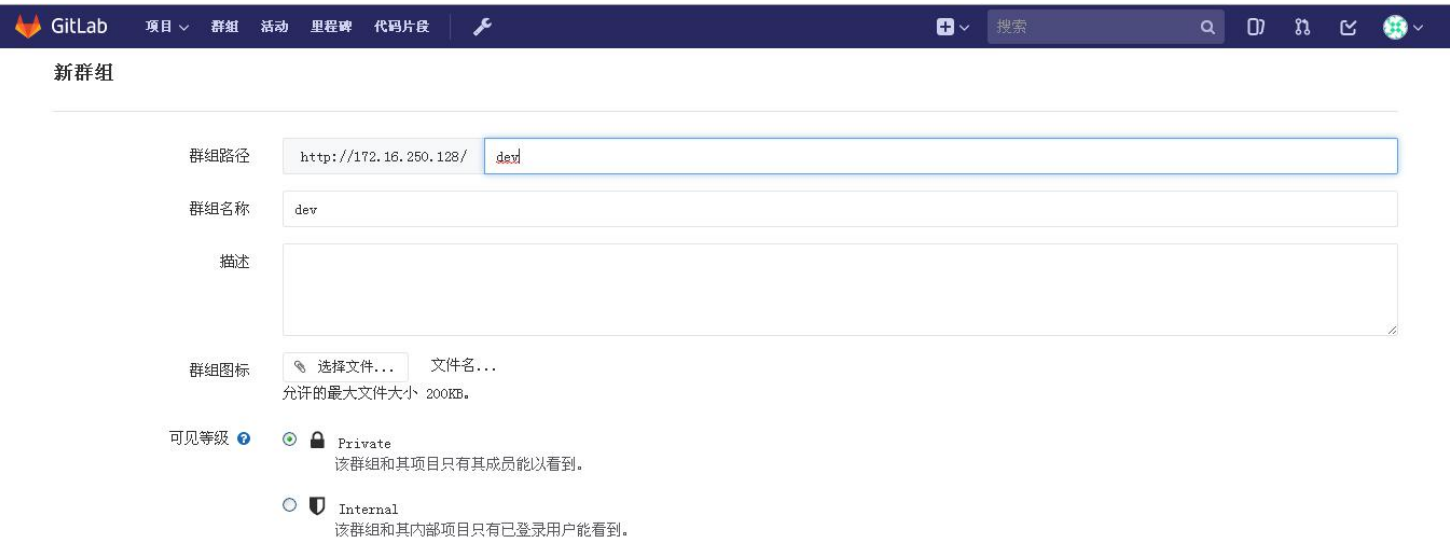 GitLab 项目 群组 活动 里程碑 代码片段 搜索
新群组
群组路径 http://172.16.250.128/ dev
群组名称 dev
描述
群组图标 选择文件... 文件名...
允许的最大文件大小 200KB。
可见等级 Private
该群组和其项目只有其成员能以看到。
Internal
该群组和其内部项目只有已登录用户能看到。